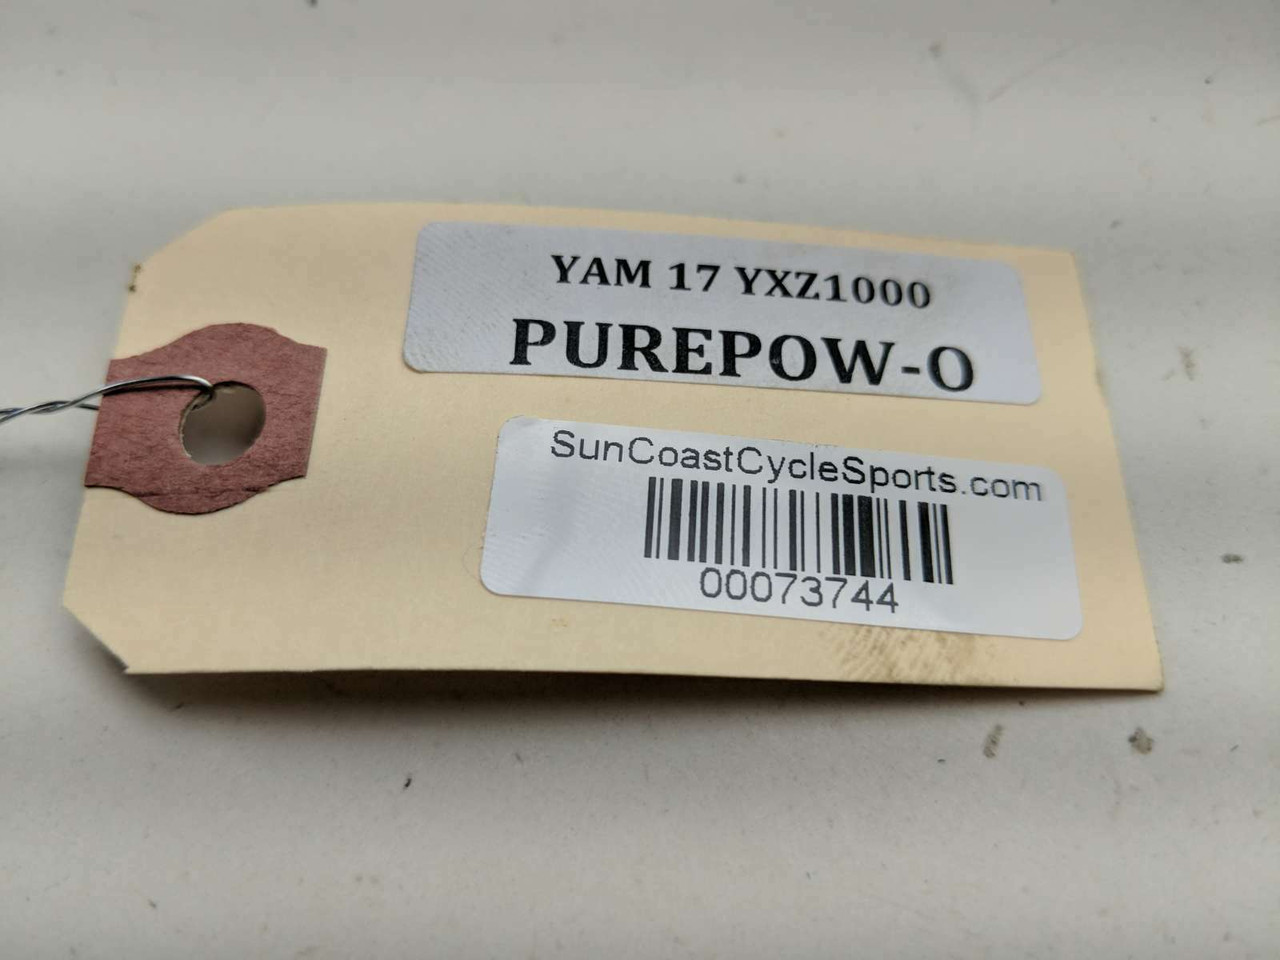 YAM 17 YXZ1000
PUREPOW-O
SunCoastCycleSports.com
00073744